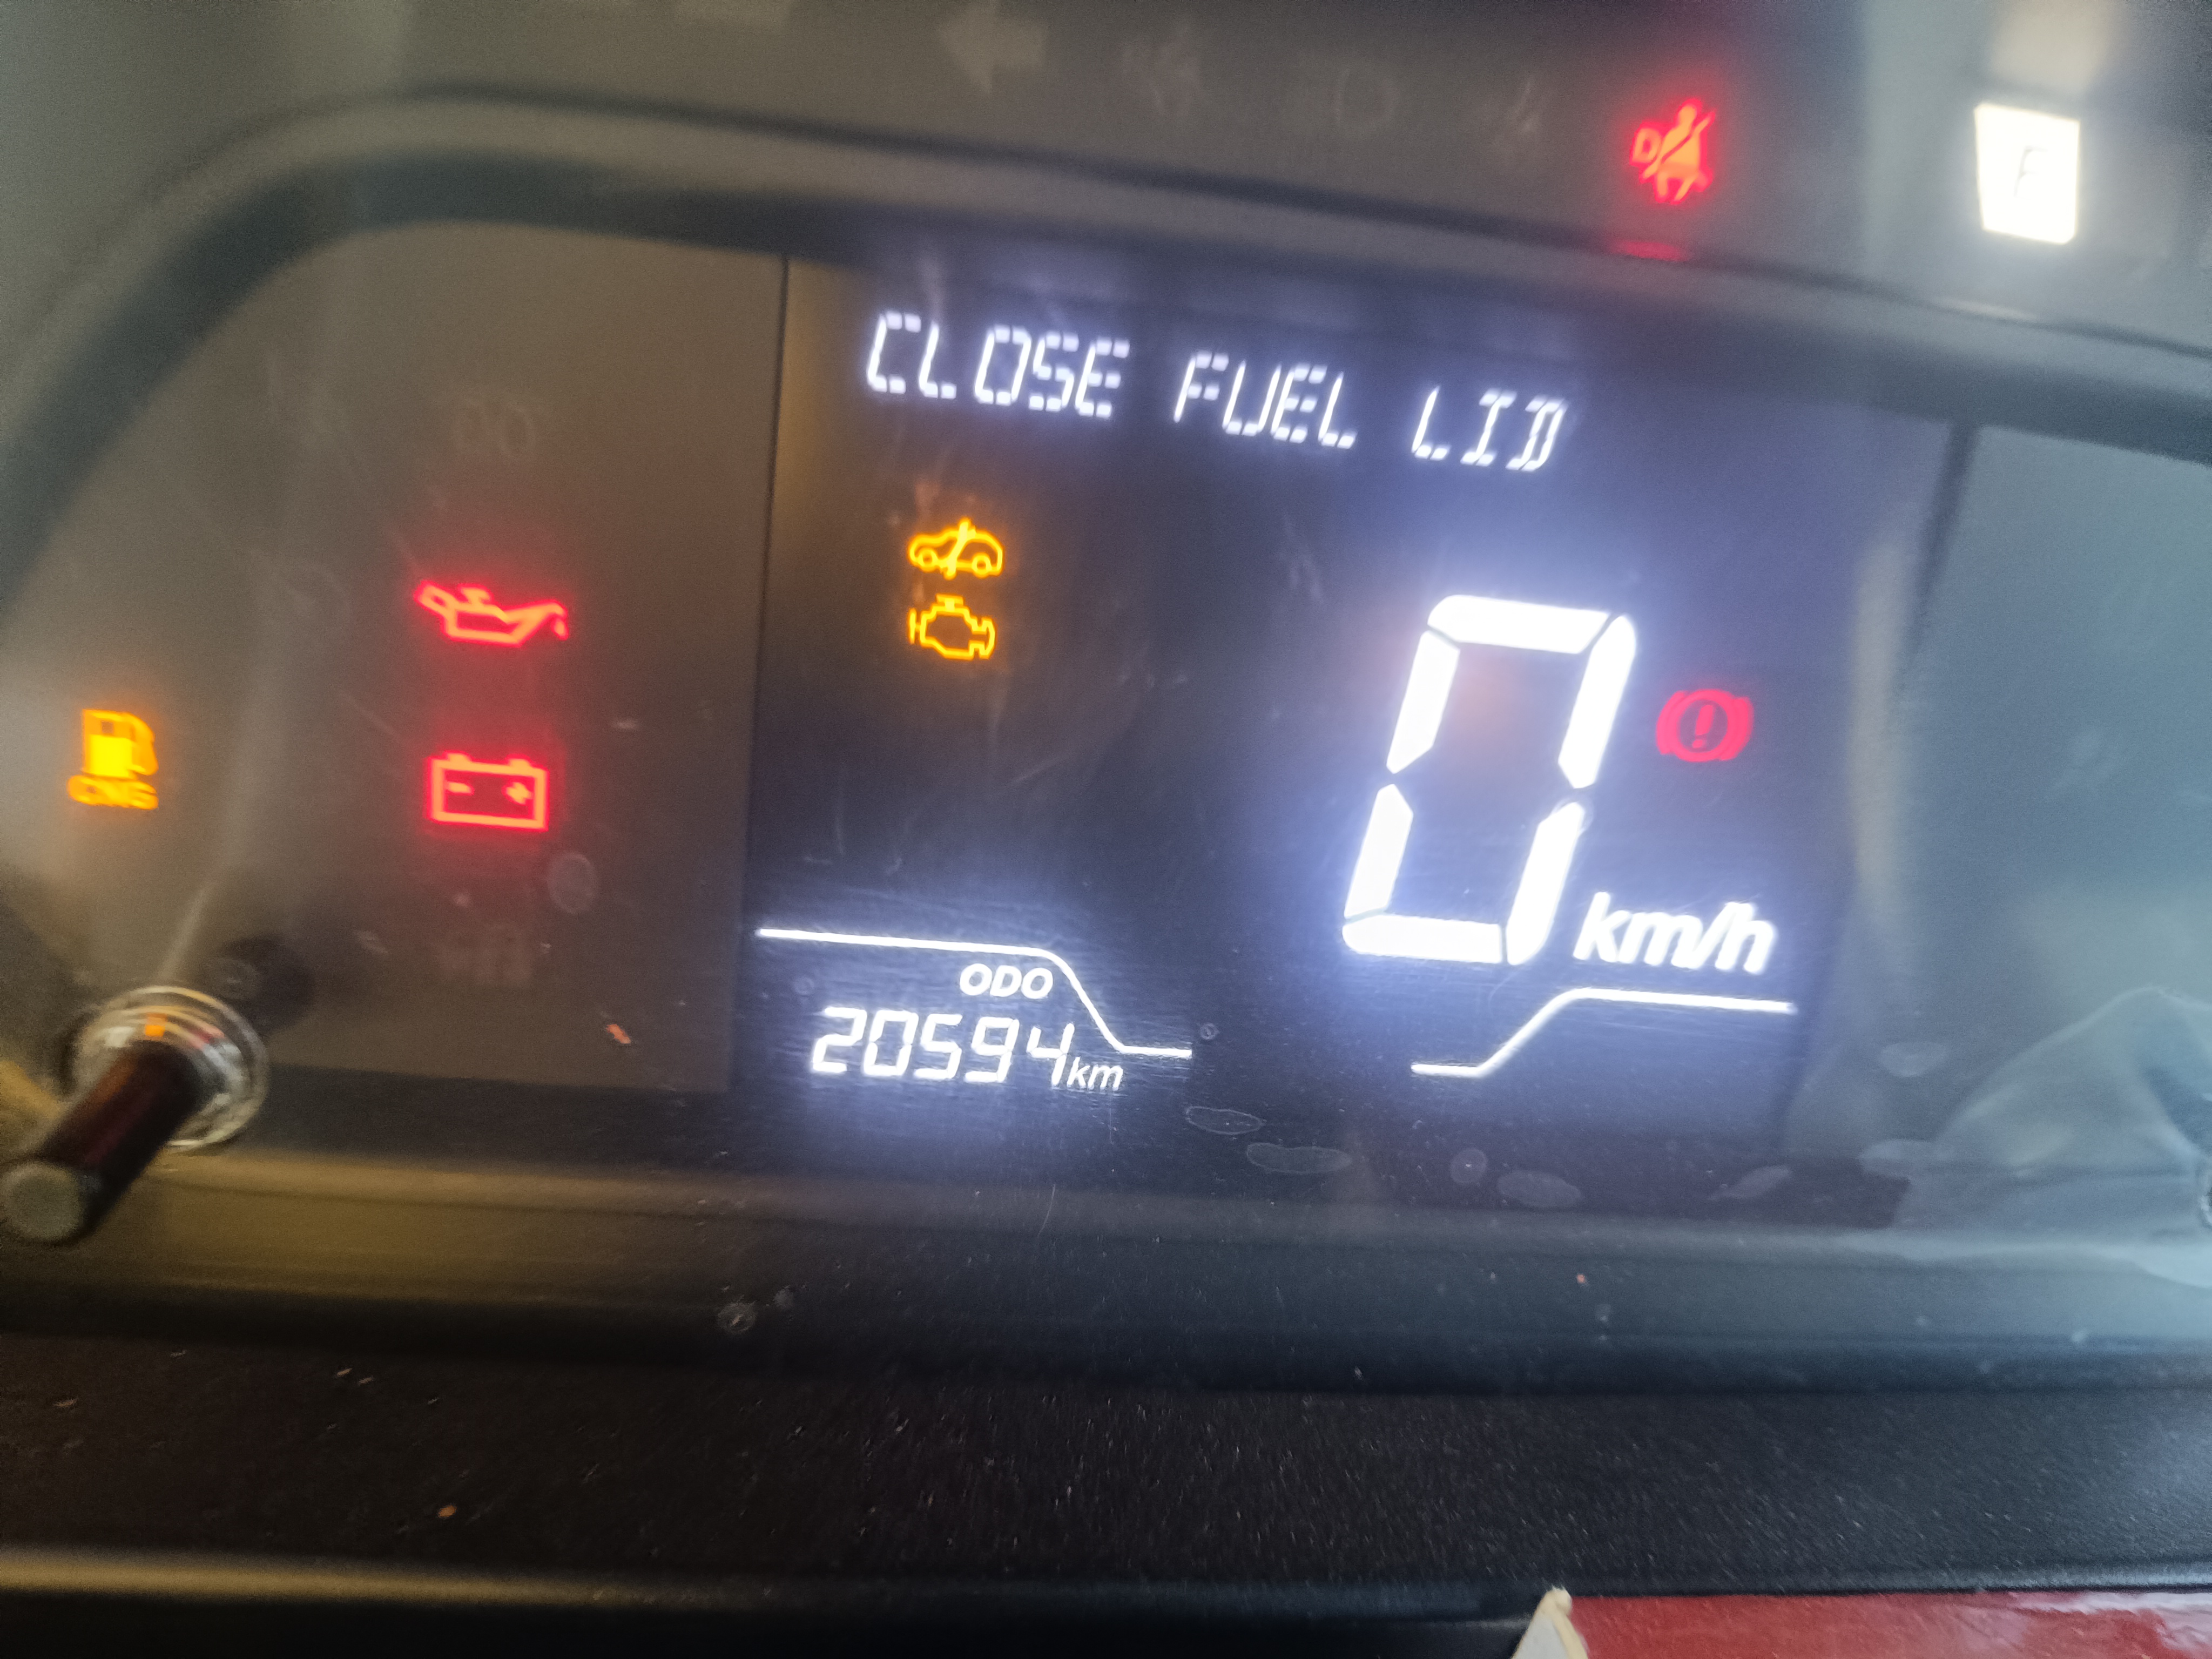 D
F
CLOSE FUEL LID
CNG
0
km/h
ODO
20594km